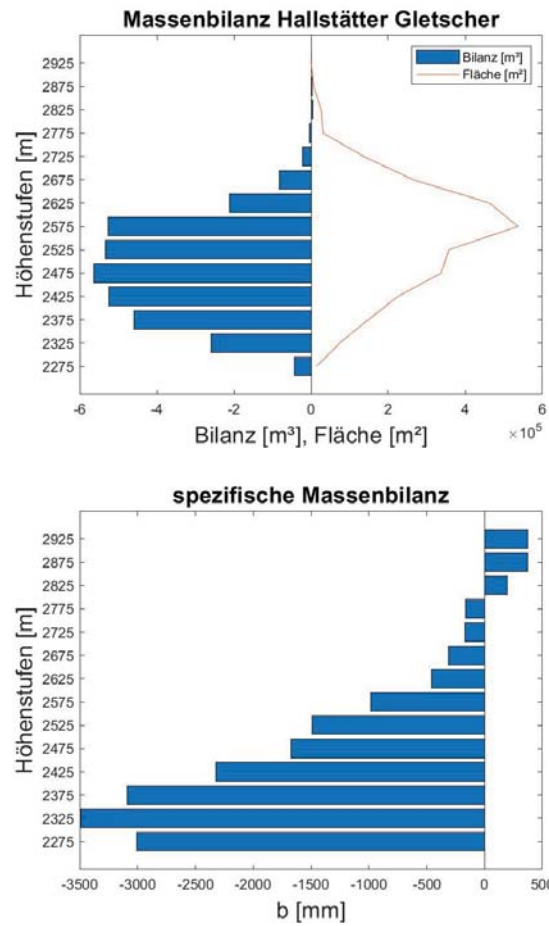 Massenbilanz Hallstätter Gletscher
Bilanz [m³]
Fläche [m²]
Höhenstufen [m]
2925
2875
2825
2775
2725
2675
2625
2575
2525
2475
2425
2375
2325
2275
-6 -4 -2 0 2 4 6
×10⁵
Bilanz [m³], Fläche [m²]
spezifische Massenbilanz
Höhenstufen [m]
2925
2875
2825
2775
2725
2675
2625
2575
2525
2475
2425
2375
2325
2275
-3500 -3000 -2500 -2000 -1500 -1000 -500 0 500
b [mm]